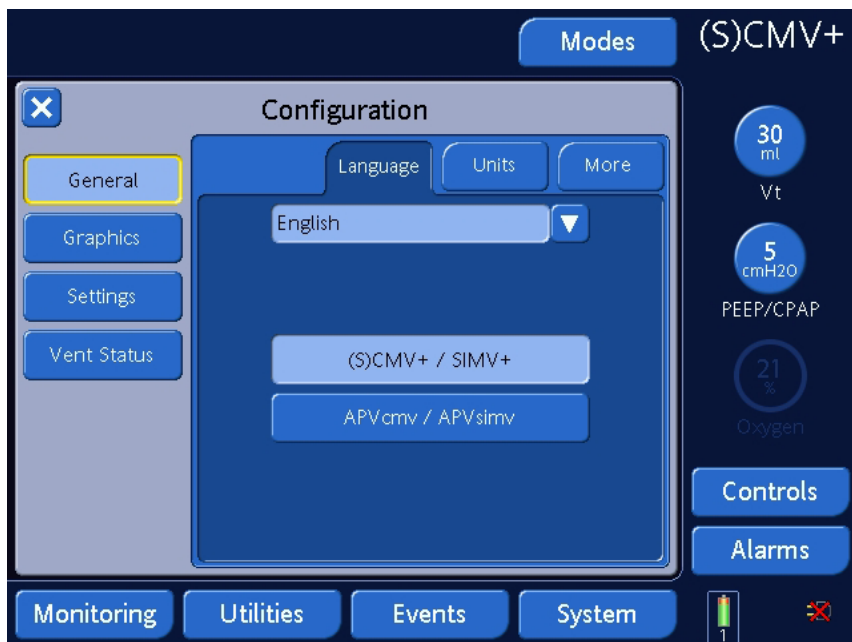 Modes
(S)CMV+
Configuration
General
Graphics
Settings
Vent Status
Language
Units
More
English
(S)CMV+ / SIMV+
APVcmv / APVsimv
30
ml
Vt
5
cmH2O
PEEP/CPAP
21
%
Oxygen
Controls
Alarms
Monitoring
Utilities
Events
System
1